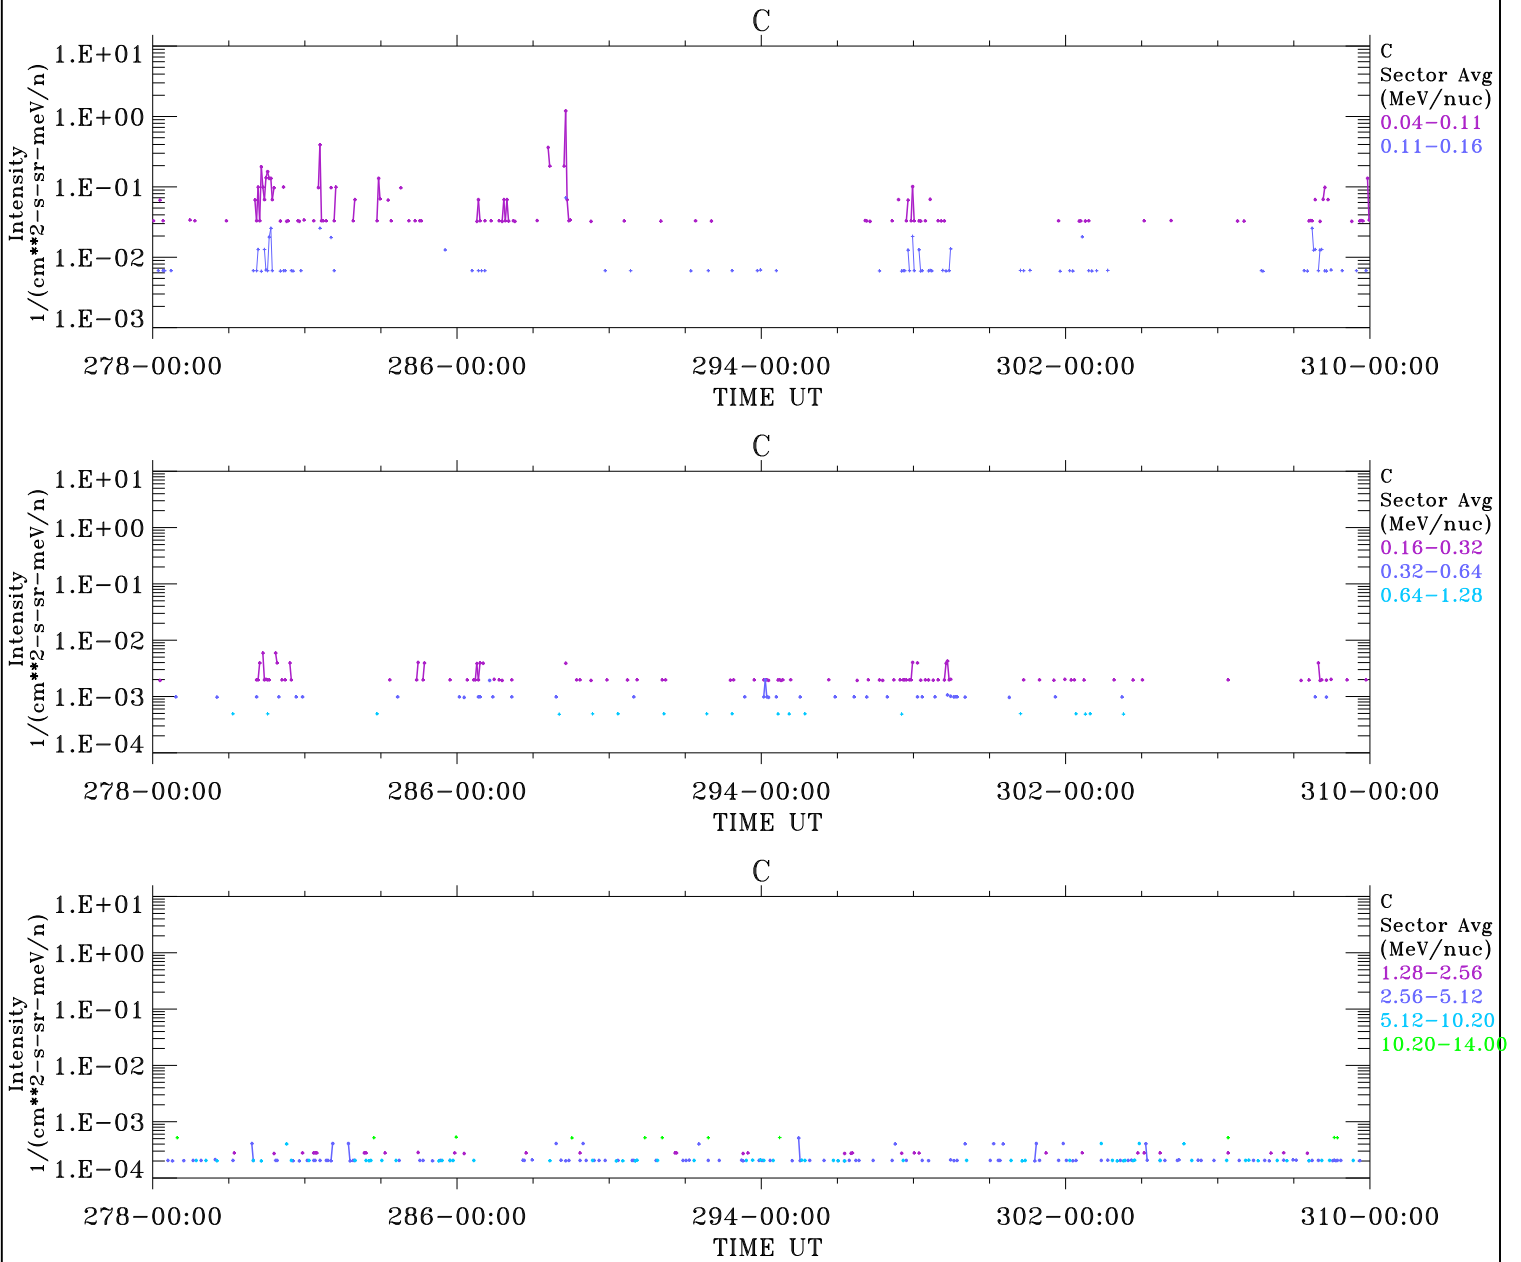 C
1.E+01
1.E+00
1.E−01
1.E−02
1.E−03
Intensity
1/(cm**2−s−sr−meV/n)
278−00:00 286−00:00 294−00:00 302−00:00 310−00:00
TIME UT
C
Sector Avg
(MeV/nuc)
0.04−0.11
0.11−0.16
C
1.E+01
1.E+00
1.E−01
1.E−02
1.E−03
1.E−04
Intensity
1/(cm**2−s−sr−meV/n)
278−00:00 286−00:00 294−00:00 302−00:00 310−00:00
TIME UT
C
Sector Avg
(MeV/nuc)
0.16−0.32
0.32−0.64
0.64−1.28
C
1.E+01
1.E+00
1.E−01
1.E−02
1.E−03
1.E−04
Intensity
1/(cm**2−s−sr−meV/n)
278−00:00 286−00:00 294−00:00 302−00:00 310−00:00
TIME UT
C
Sector Avg
(MeV/nuc)
1.28−2.56
2.56−5.12
5.12−10.20
10.20−14.00